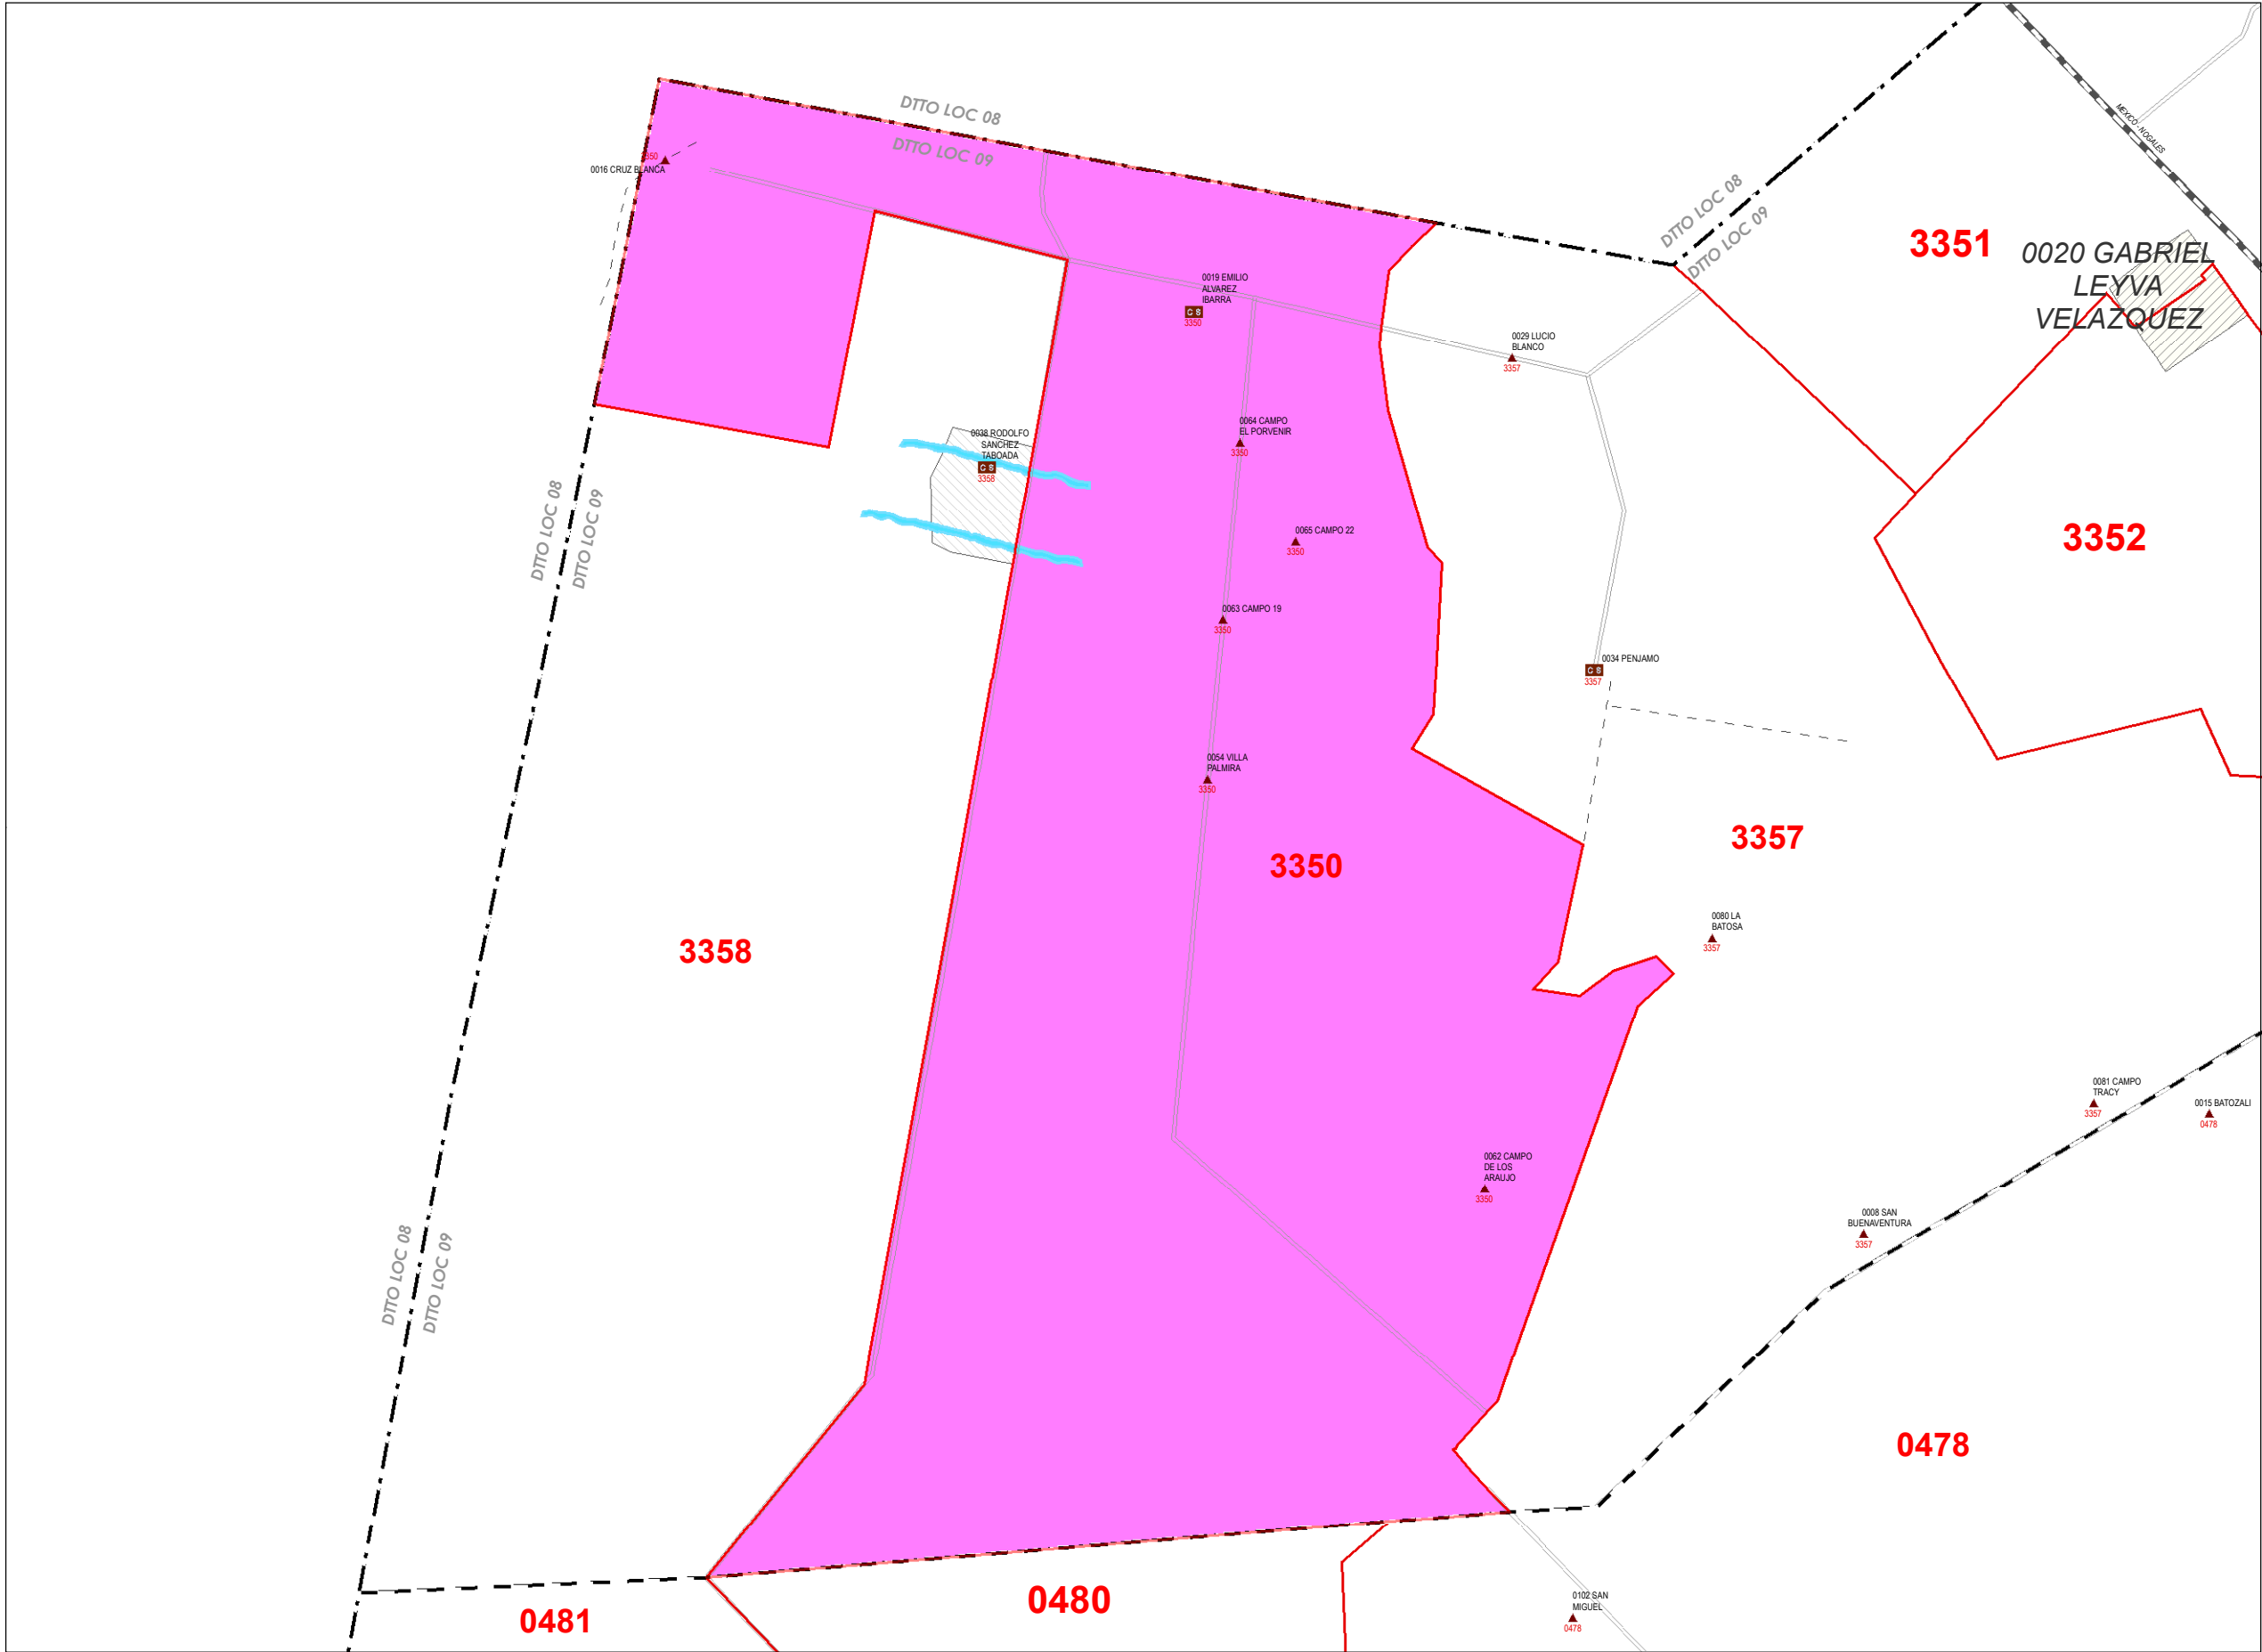 DTTO LOC 08
DTTO LOC 09
MEXICO - NOGALES
3350
0016 CRUZ BLANCA
DTTO LOC 08
DTTO LOC 09
3351
0020 GABRIEL
LEYVA
VELAZQUEZ
0019 EMILIO
ALVAREZ
IBARRA
C S
3350
0029 LUCIO
BLANCO
3357
0038 RODOLFO
SANCHEZ
TABOADA
C S
3358
0064 CAMPO
EL PORVENIR
3350
DTTO LOC 08
DTTO LOC 09
0065 CAMPO 22
3350
3352
0063 CAMPO 19
3350
0034 PENJAMO
C S
3357
0054 VILLA
PALMIRA
3350
3357
3350
3358
0080 LA
BATOSA
3357
0081 CAMPO
TRACY
3357
0015 BATOZALI
0478
0062 CAMPO
DE LOS
ARAUJO
3350
0008 SAN
BUENAVENTURA
3357
DTTO LOC 08
DTTO LOC 09
0478
0481
0480
0102 SAN
MIGUEL
0478